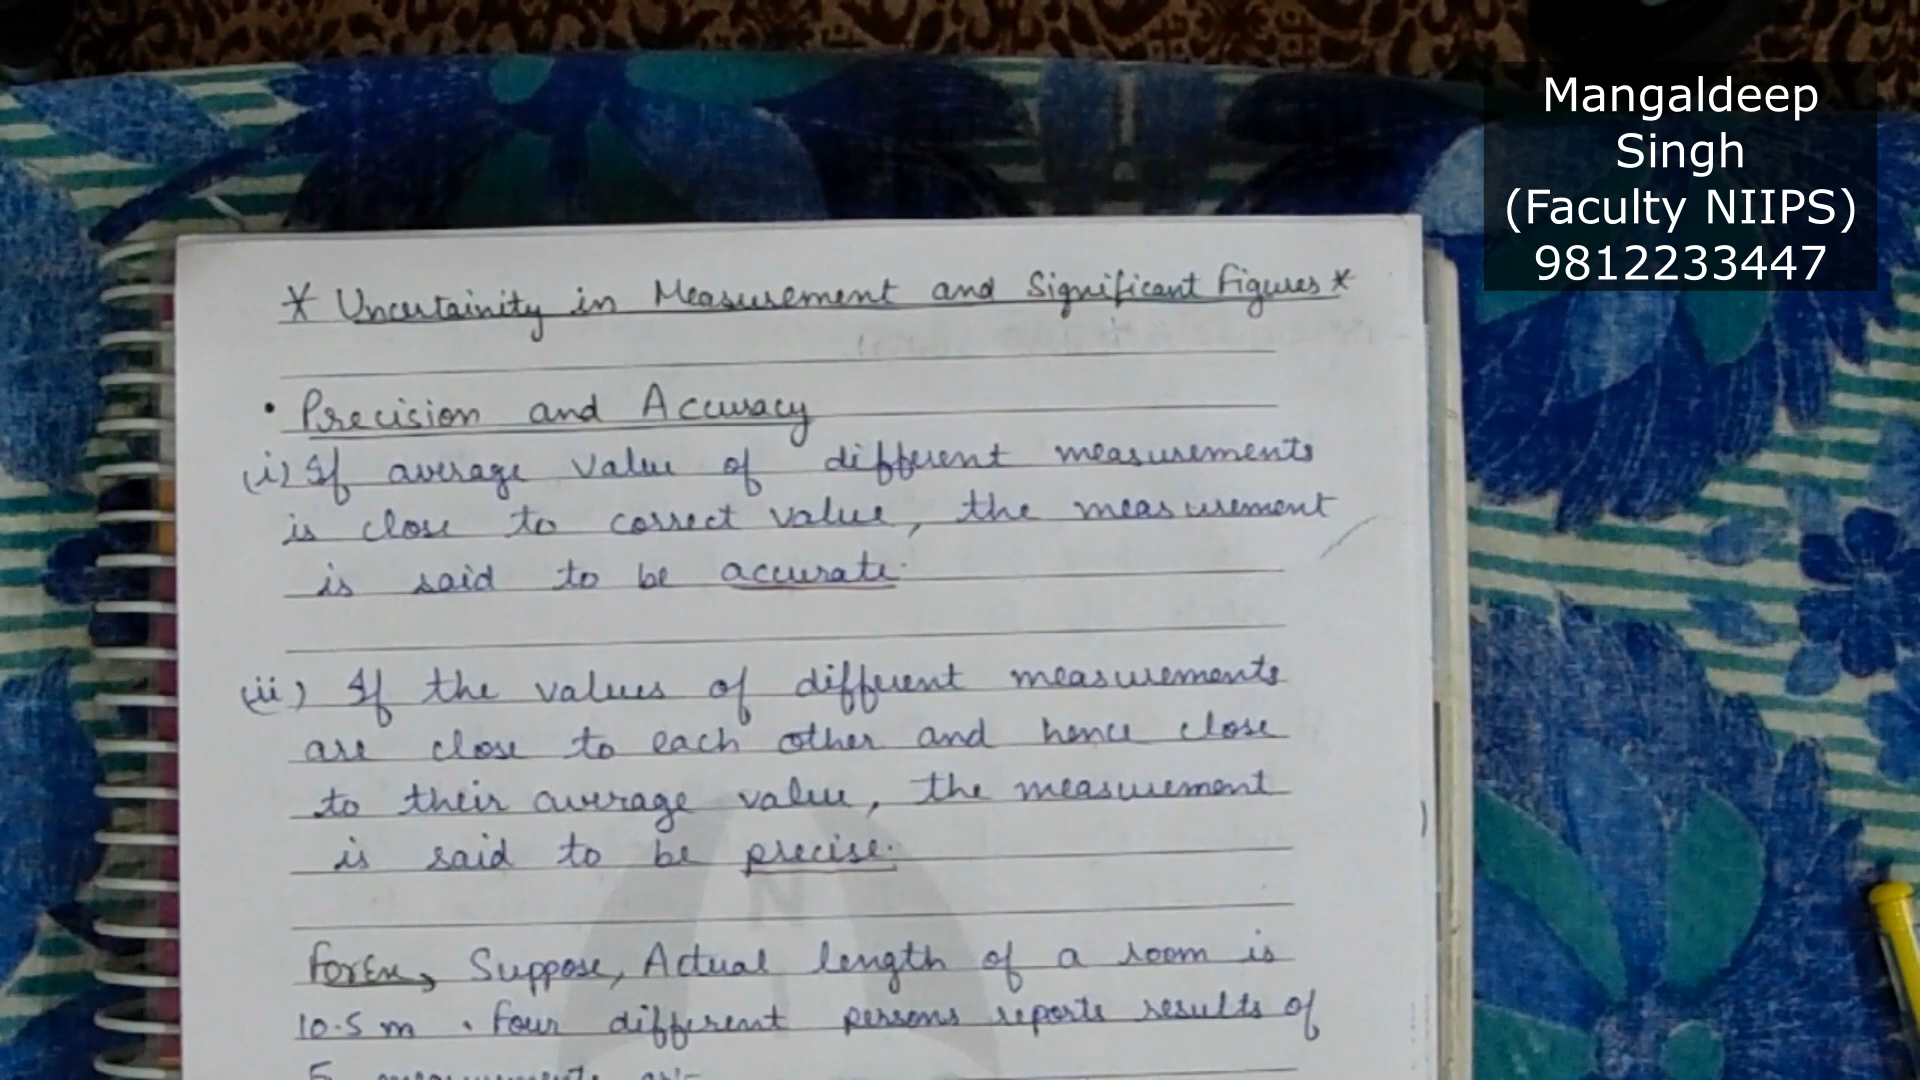 Mangaldeep
Singh
(Faculty NIIPS)
9812233447
* Uncertainity in Measurement and Significant Figures *
• Precision and Accuracy
(i) If average value of different measurements
is close to correct value, the measurement
is said to be accurate.
(ii) If the values of different measurements
are close to each other and hence close
to their average value, the measurement
is said to be precise.
For Ex, Suppose, Actual length of a room is
10.5 m. Four different persons reports results of
5 measurements